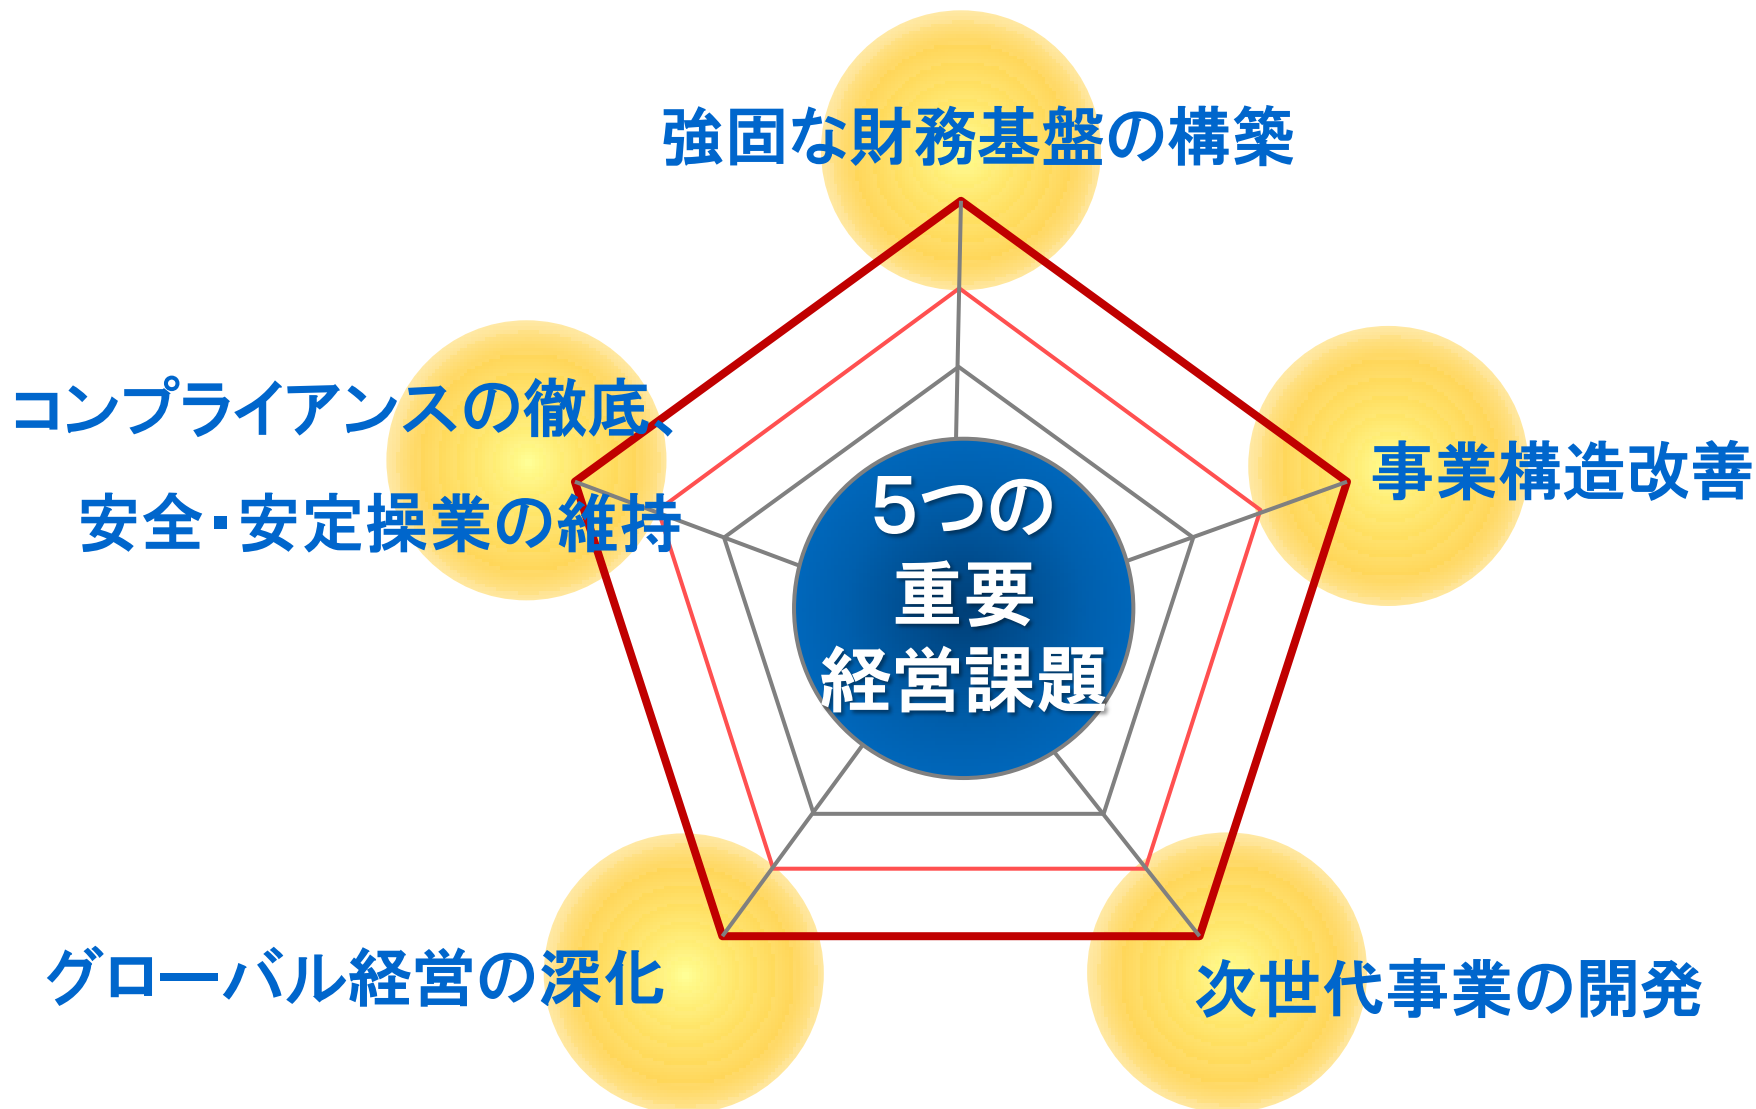 強固な財務基盤の構築
コンプライアンスの徹底、
安全・安定操業の維持
事業構造改善
5つの
重要
経営課題
グローバル経営の深化
次世代事業の開発